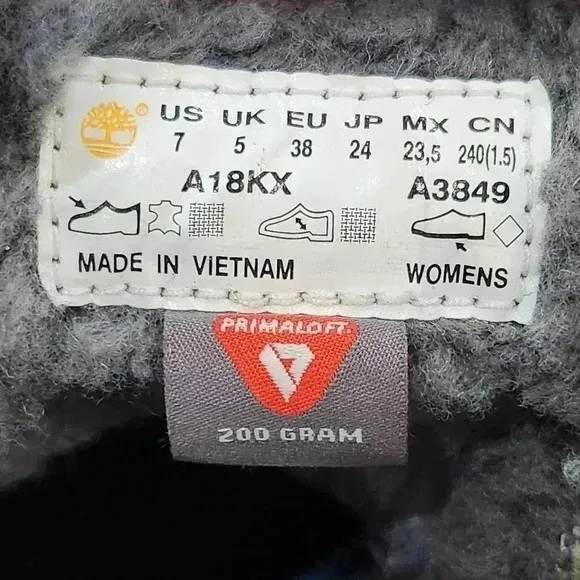 ® US UK EU JP MX CN
7 5 38 24 23,5 240(1.5)
A18KX A3849
MADE IN VIETNAM WOMENS
PRIMALOFT.
200 GRAM